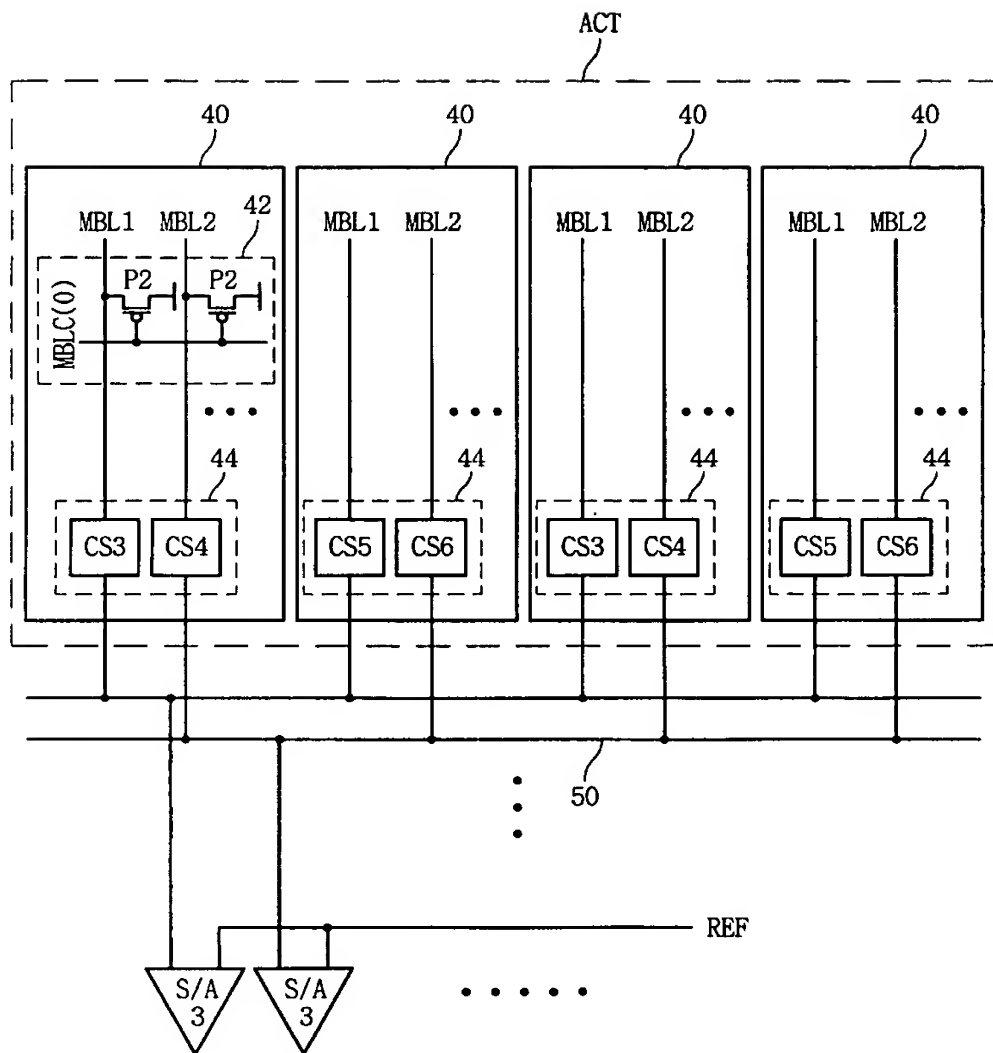 ACT
40 40 40 40
MBL1 MBL2 42 MBL1 MBL2 MBL1 MBL2 MBL1 MBL2
P2 P2
MBLC(0)
44 44 44 44
CS3 CS4 CS5 CS6 CS3 CS4 CS5 CS6
50
REF
S/A S/A
3 3